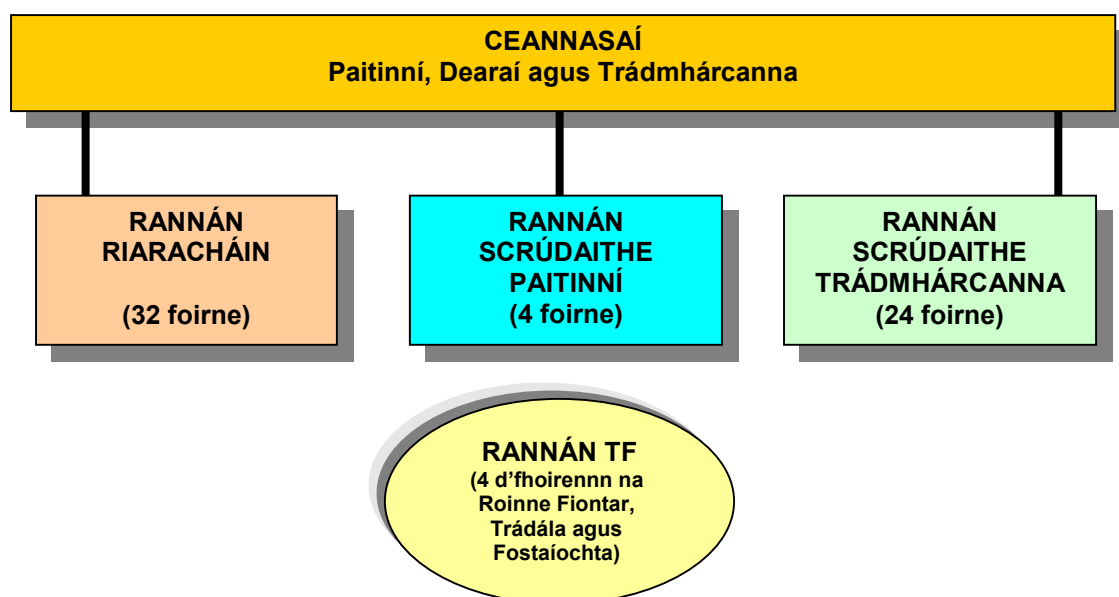 CEANNASAÍ
Paitinní, Dearaí agus Trádmhárcanna
RANNÁN
RIARACHÁIN
(32 foirne)
RANNÁN
SCRÚDAITHE
PAITINNÍ
(4 foirne)
RANNÁN
SCRÚDAITHE
TRÁDMHÁRCANNA
(24 foirne)
RANNÁN TF
(4 d'fhoirennn na
Roinne Fiontar,
Trádála agus
Fostaíochta)